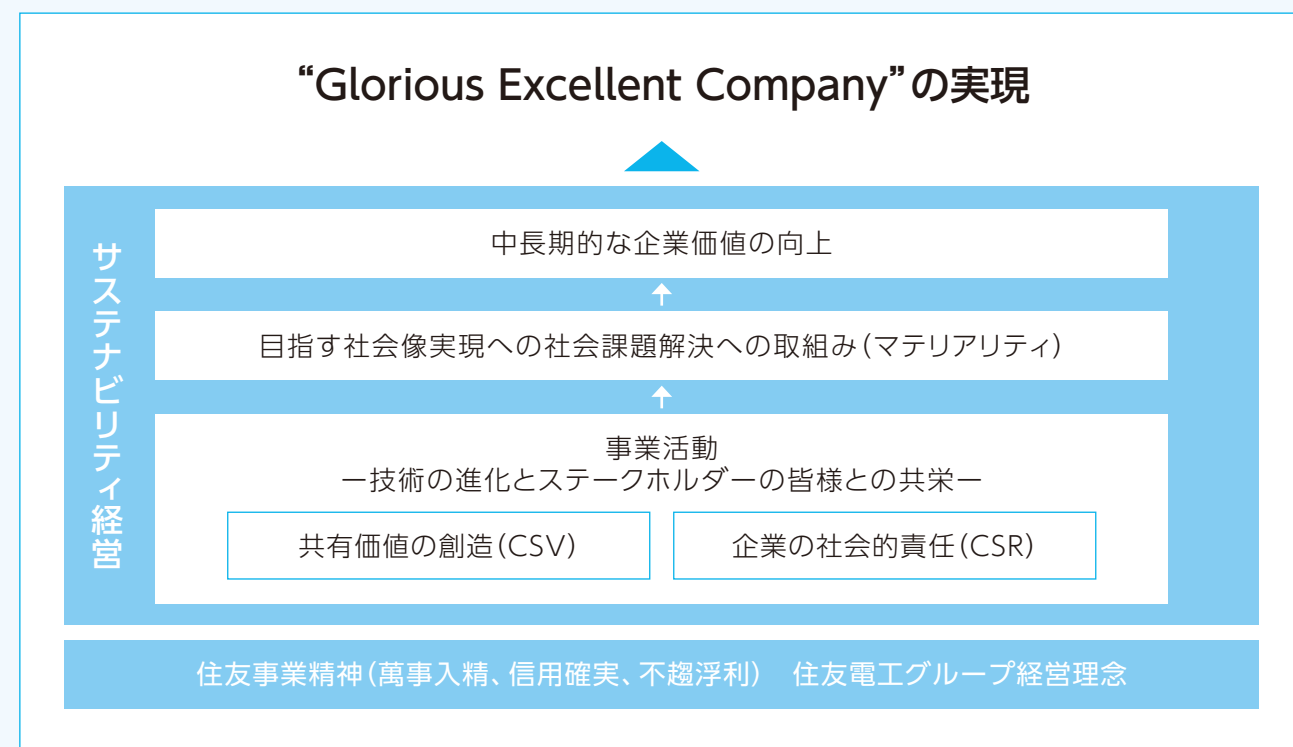 “Glorious Excellent Company”の実現
サステナビリティ経営
中長期的な企業価値の向上
目指す社会像実現への社会課題解決への取組み(マテリアリティ)
事業活動
ー技術の進化とステークホルダーの皆様との共栄ー
共有価値の創造(CSV)
企業の社会的責任(CSR)
住友事業精神(萬事入精、信用確実、不趨浮利) 住友電工グループ経営理念